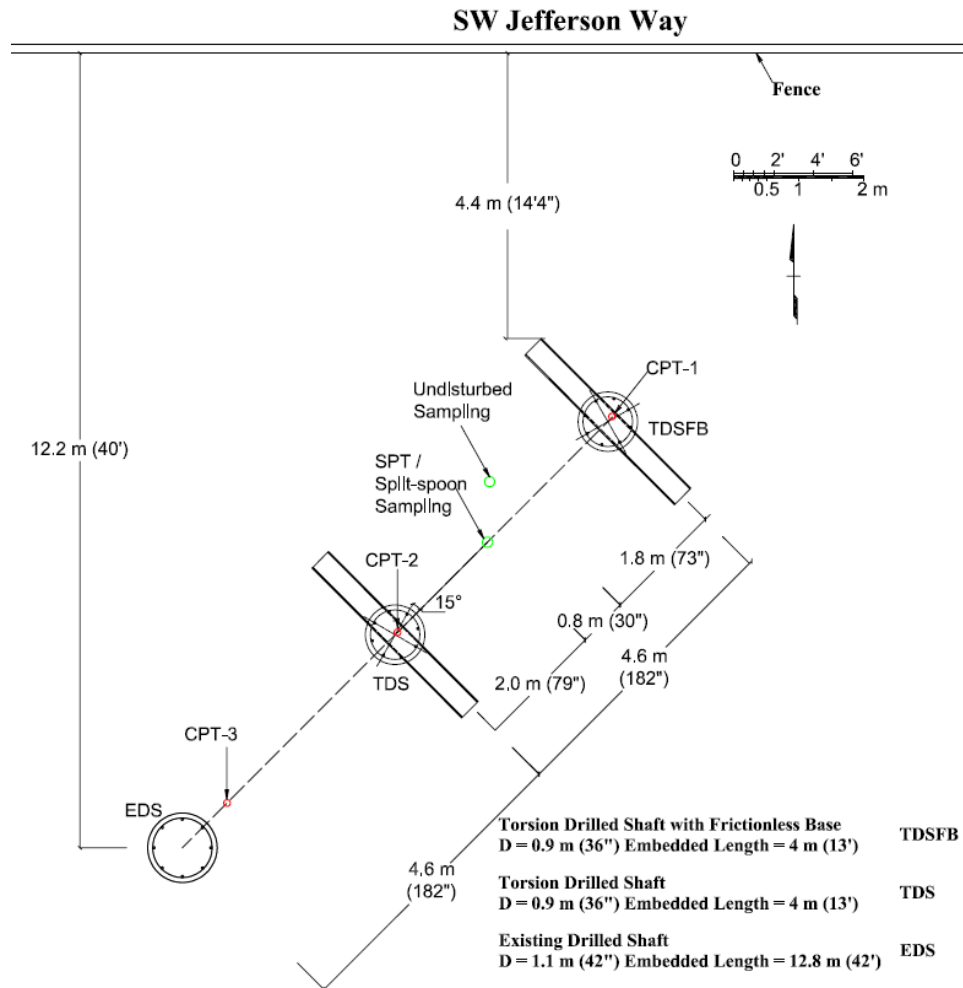 SW Jefferson Way
Fence
0 2' 4' 6'
0.5 1 2 m
4.4 m (14'4")
12.2 m (40')
CPT-1
Undisturbed
Sampling
TDSFB
SPT /
Split-spoon
Sampling
CPT-2
1.8 m (73")
15°
0.8 m (30")
4.6 m
(182")
TDS
2.0 m (79")
CPT-3
EDS
4.6 m
(182")
Torsion Drilled Shaft with Frictionless Base
D = 0.9 m (36") Embedded Length = 4 m (13')
TDSFB
Torsion Drilled Shaft
D = 0.9 m (36") Embedded Length = 4 m (13')
TDS
Existing Drilled Shaft
D = 1.1 m (42") Embedded Length = 12.8 m (42')
EDS